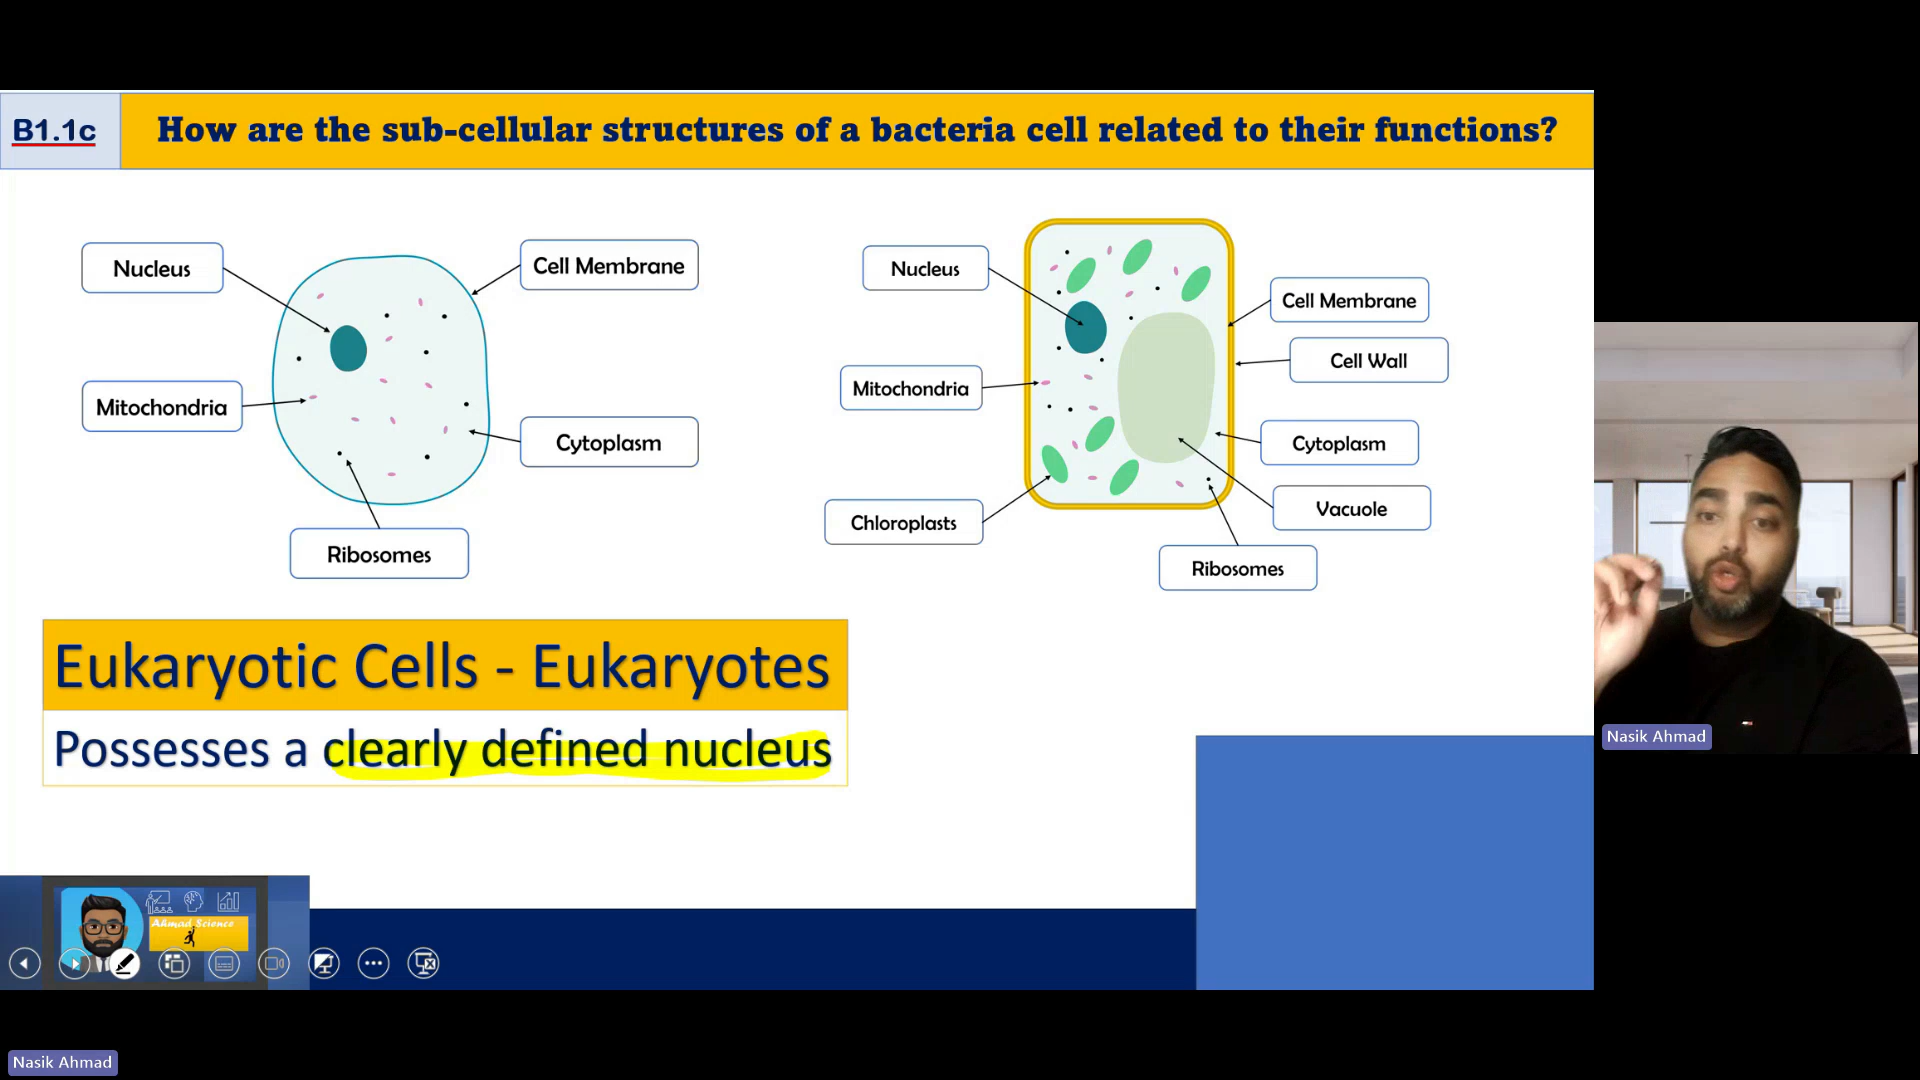 B1.1c
How are the sub-cellular structures of a bacteria cell related to their functions?
Nucleus
Cell Membrane
Mitochondria
Cytoplasm
Ribosomes
Nucleus
Cell Membrane
Cell Wall
Mitochondria
Cytoplasm
Vacuole
Chloroplasts
Ribosomes
Eukaryotic Cells - Eukaryotes
Possesses a clearly defined nucleus
Nasik Ahmad
Ahmad Science
Nasik Ahmad